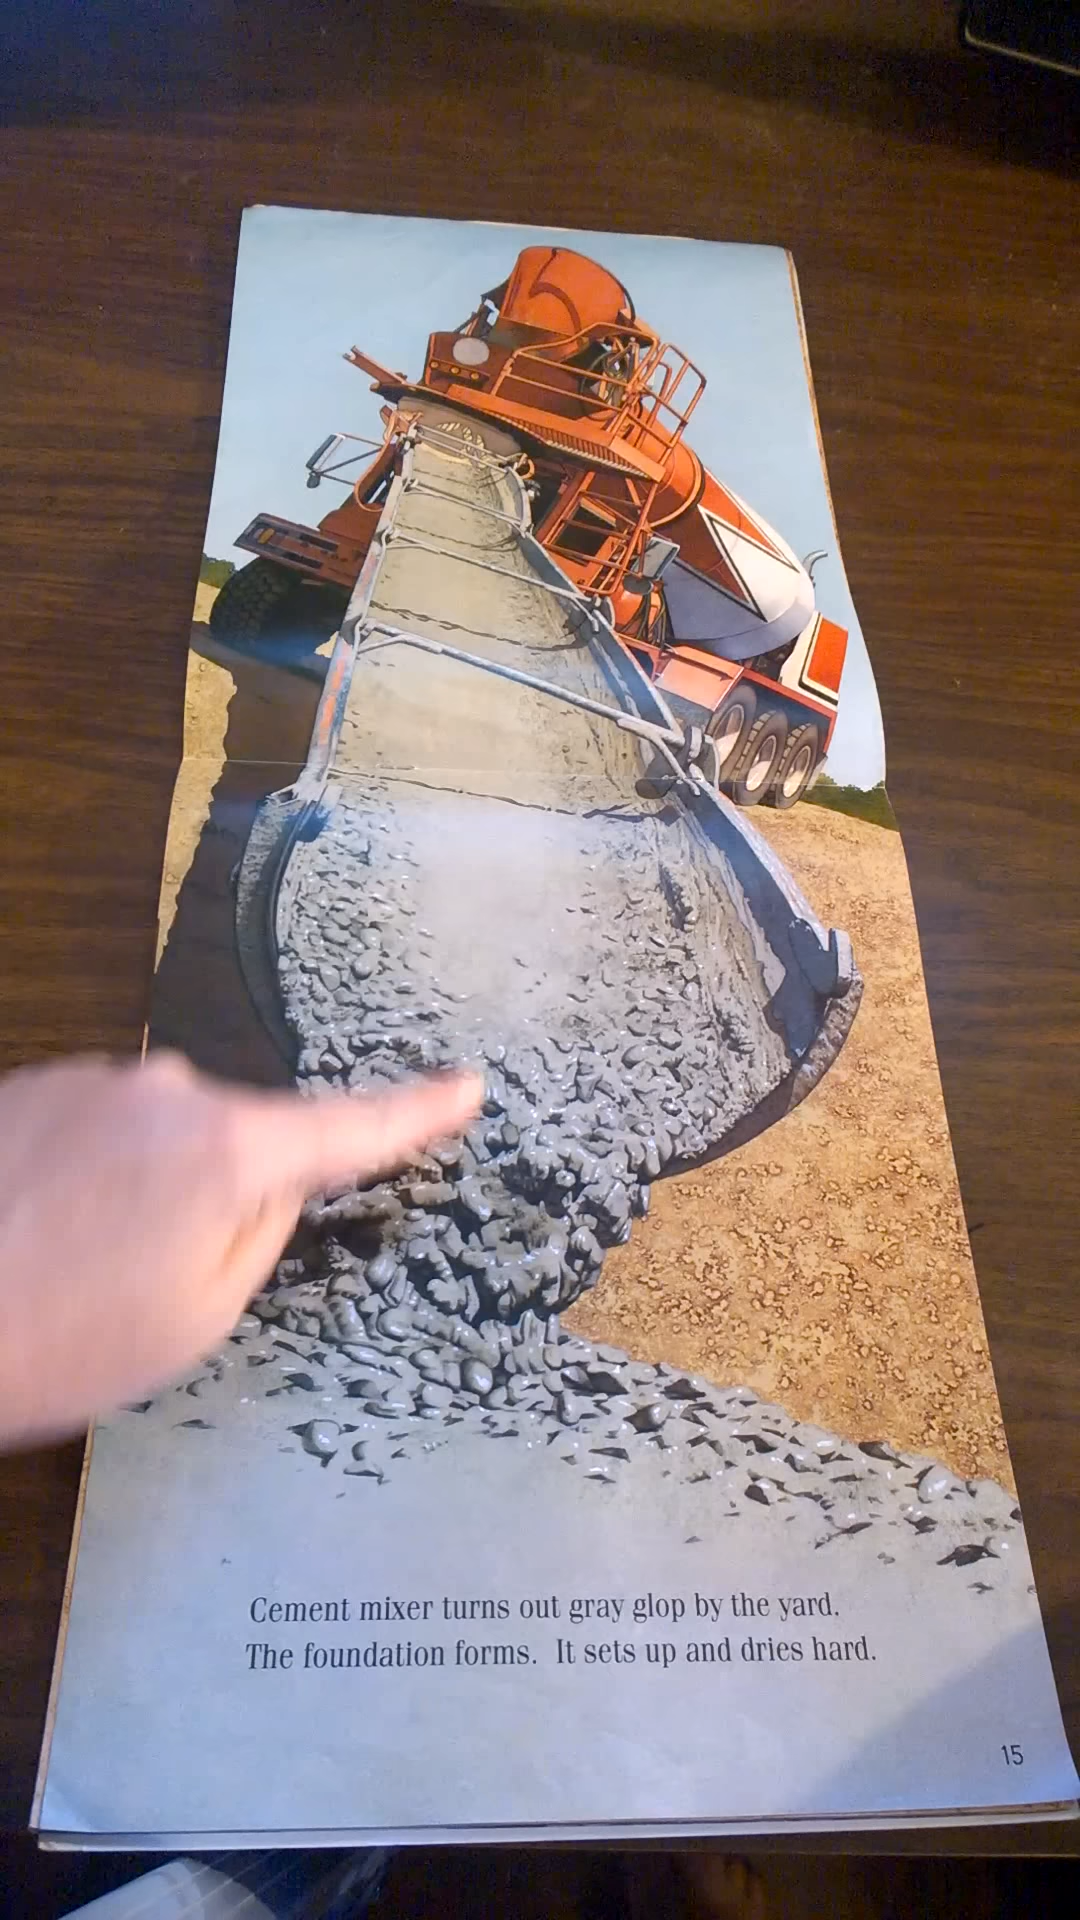 Cement mixer turns out gray glop by the yard.
The foundation forms. It sets up and dries hard.
15